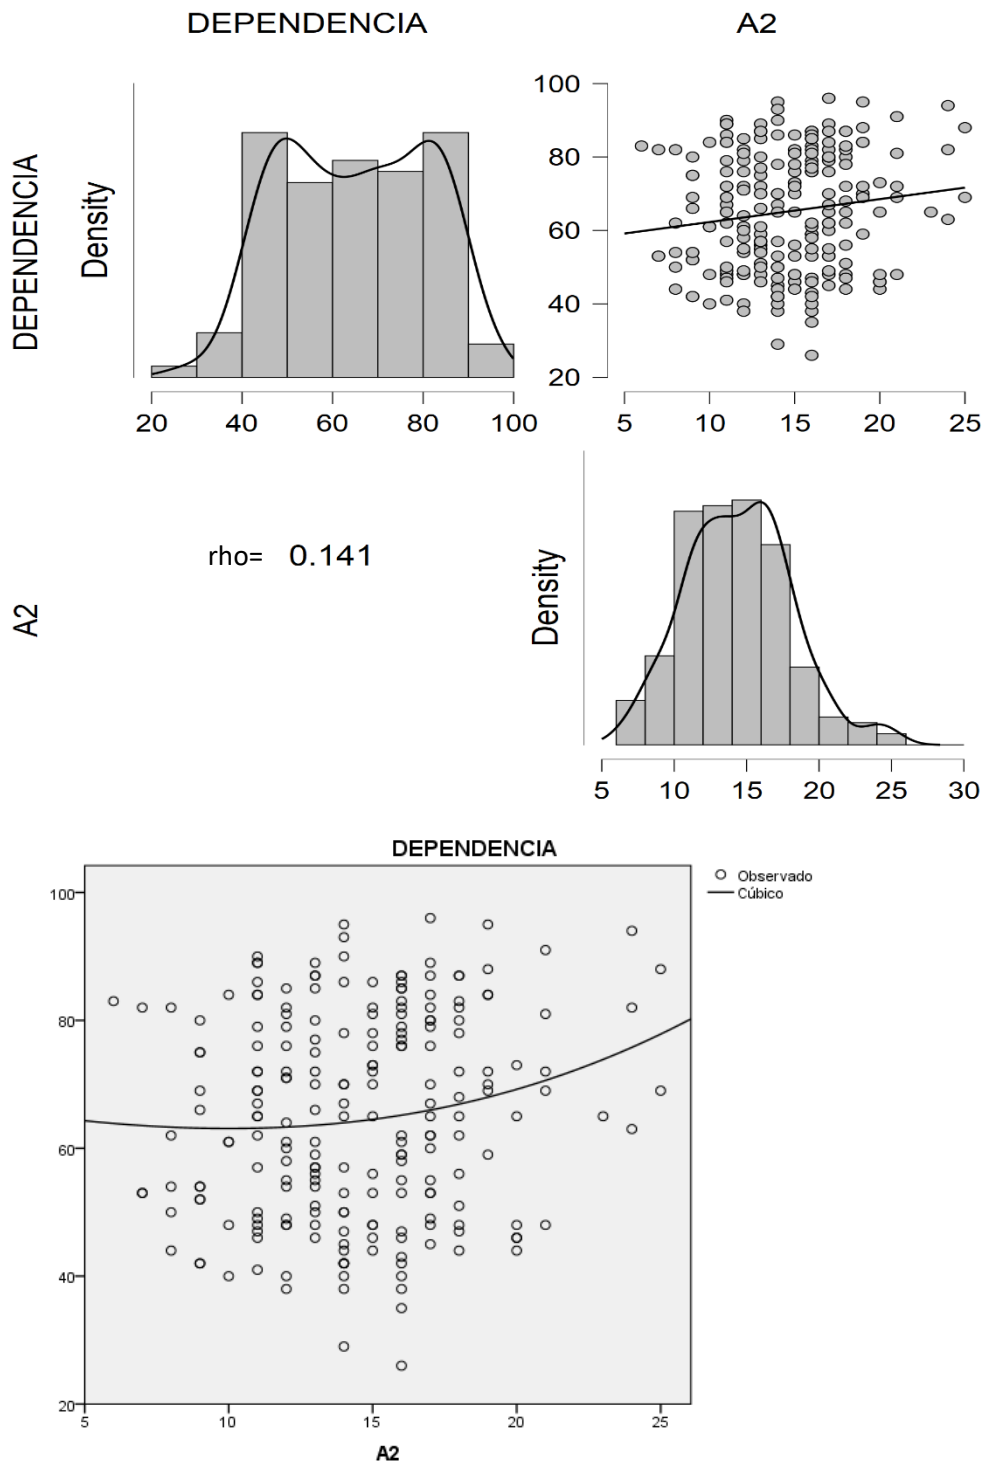 DEPENDENCIA A2
DEPENDENCIA
Density
20 40 60 80 100
100
80
60
40
20
5 10 15 20 25
A2
rho= 0.141
Density
5 10 15 20 25 30
DEPENDENCIA
Observado
Cúbico
100
80
60
40
20
5 10 15 20 25
A2